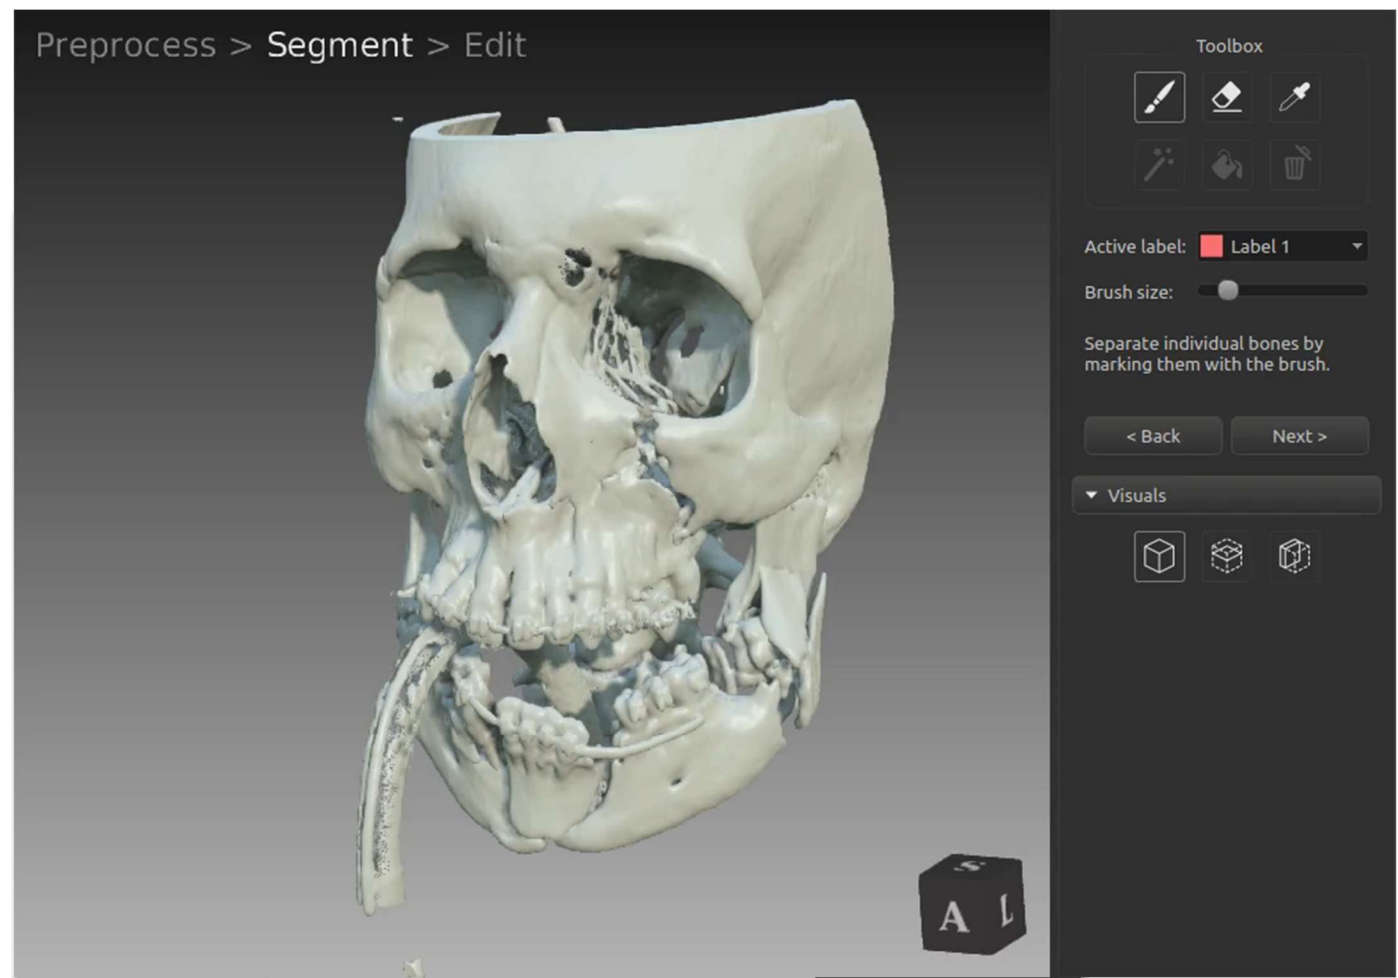 Preprocess > Segment > Edit
Toolbox
Active label: Label 1
Brush size:
Separate individual bones by
marking them with the brush.
< Back Next >
Visuals
S
A L